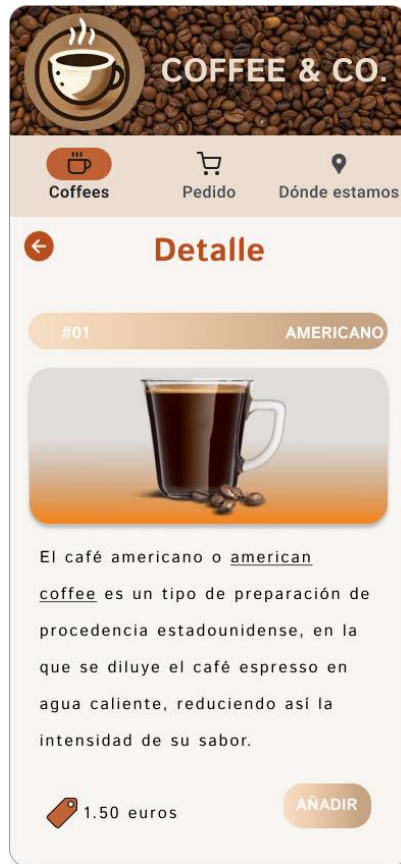 COFFEE & CO.
Coffees
Pedido
Dónde estamos
Detalle
#01
AMERICANO
El café americano o american
coffee es un tipo de preparación de
procedencia estadounidense, en la
que se diluye el café espresso en
agua caliente, reduciendo así la
intensidad de su sabor.
1.50 euros
AÑADIR